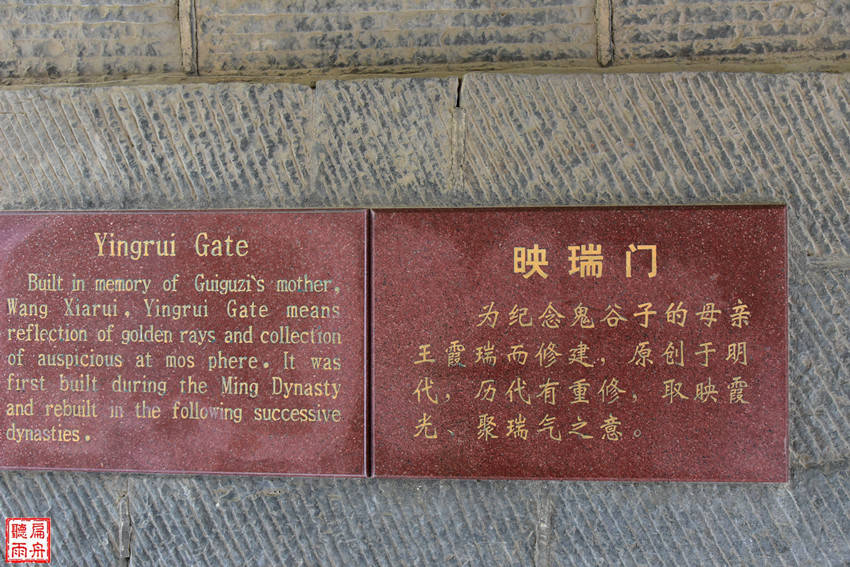 Yingrui Gate
Built in memory of Guiguzi`s mother,
Wang Xiarui, Yingrui Gate means
reflection of golden rays and collection
of auspicious at mos phere. It was
first built during the Ming Dynasty
and rebuilt in the following successive
dynasties.
映瑞门
为纪念鬼谷子的母亲
王霞瑞而修建，原创于明
代，历代有重修，取映霞
光、聚瑞气之意。
扁舟
聽雨